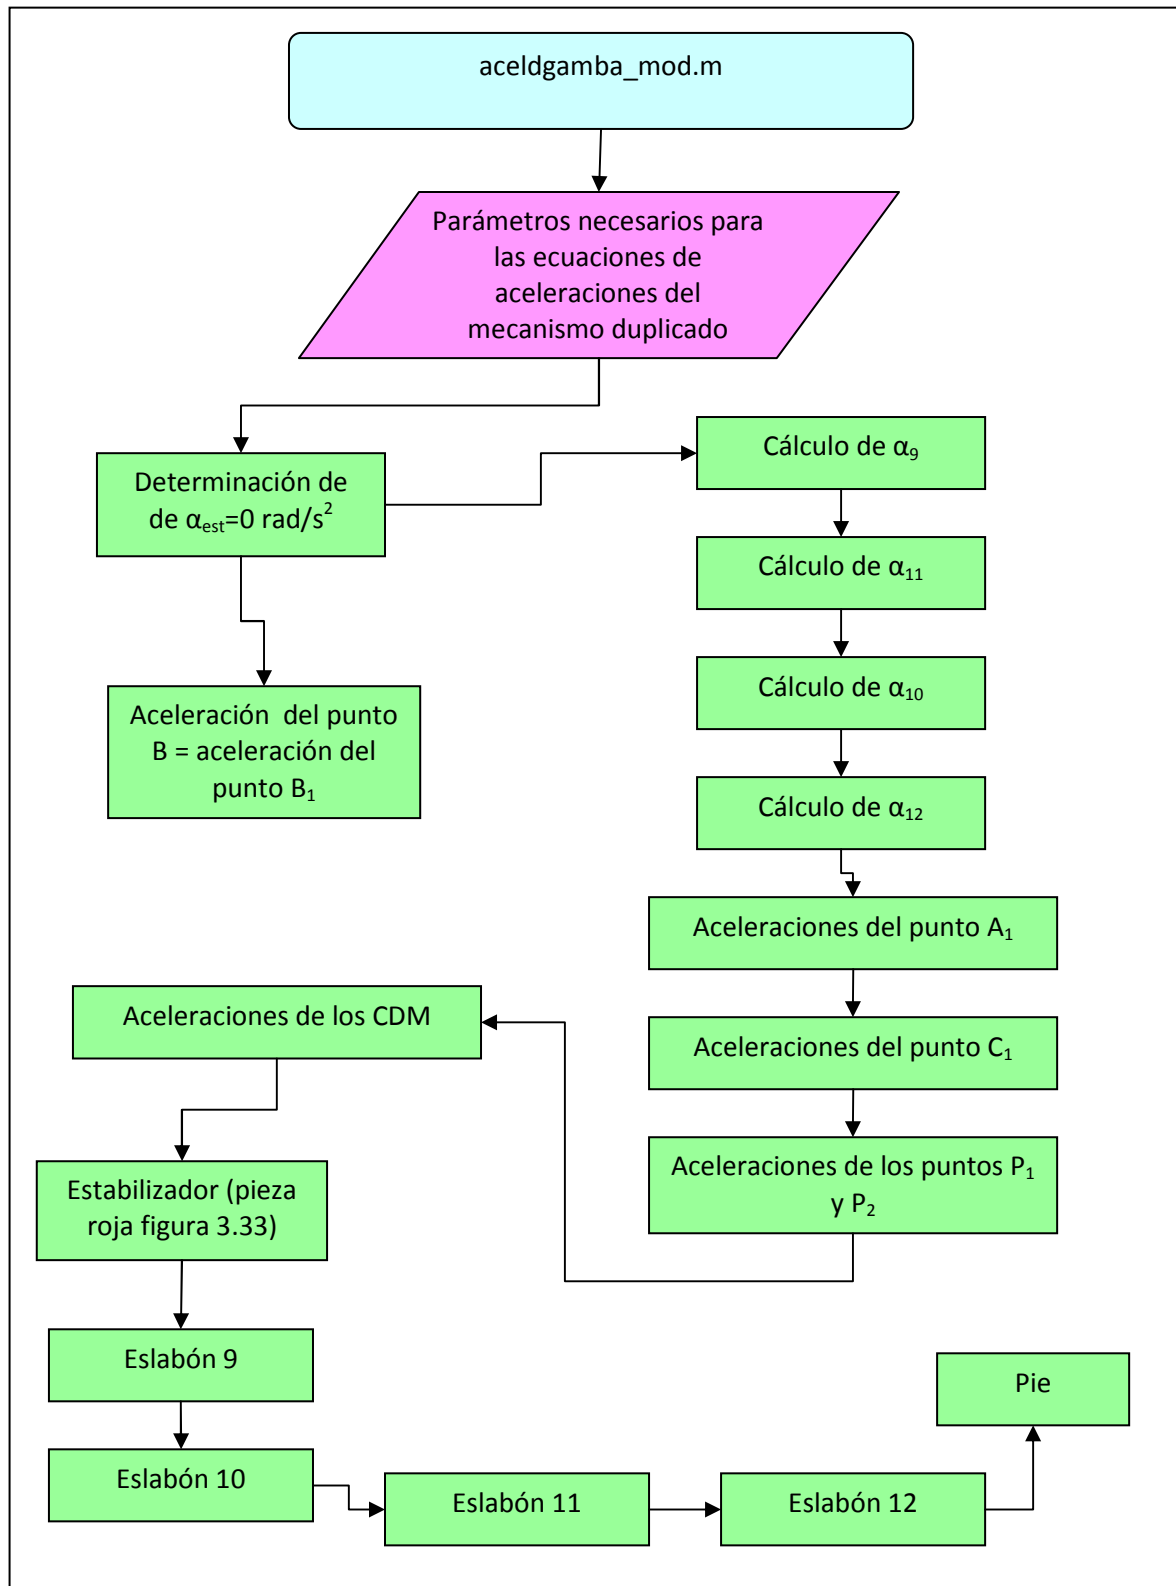 aceldgamba_mod.m
Parámetros necesarios para
las ecuaciones de
aceleraciones del
mecanismo duplicado
Determinación de
de α_est=0 rad/s²
Aceleración del punto
B = aceleración del
punto B₁
Cálculo de α₉
Cálculo de α₁₁
Cálculo de α₁₀
Cálculo de α₁₂
Aceleraciones del punto A₁
Aceleraciones del punto C₁
Aceleraciones de los puntos P₁
y P₂
Aceleraciones de los CDM
Estabilizador (pieza
roja figura 3.33)
Eslabón 9
Eslabón 10
Eslabón 11
Eslabón 12
Pie